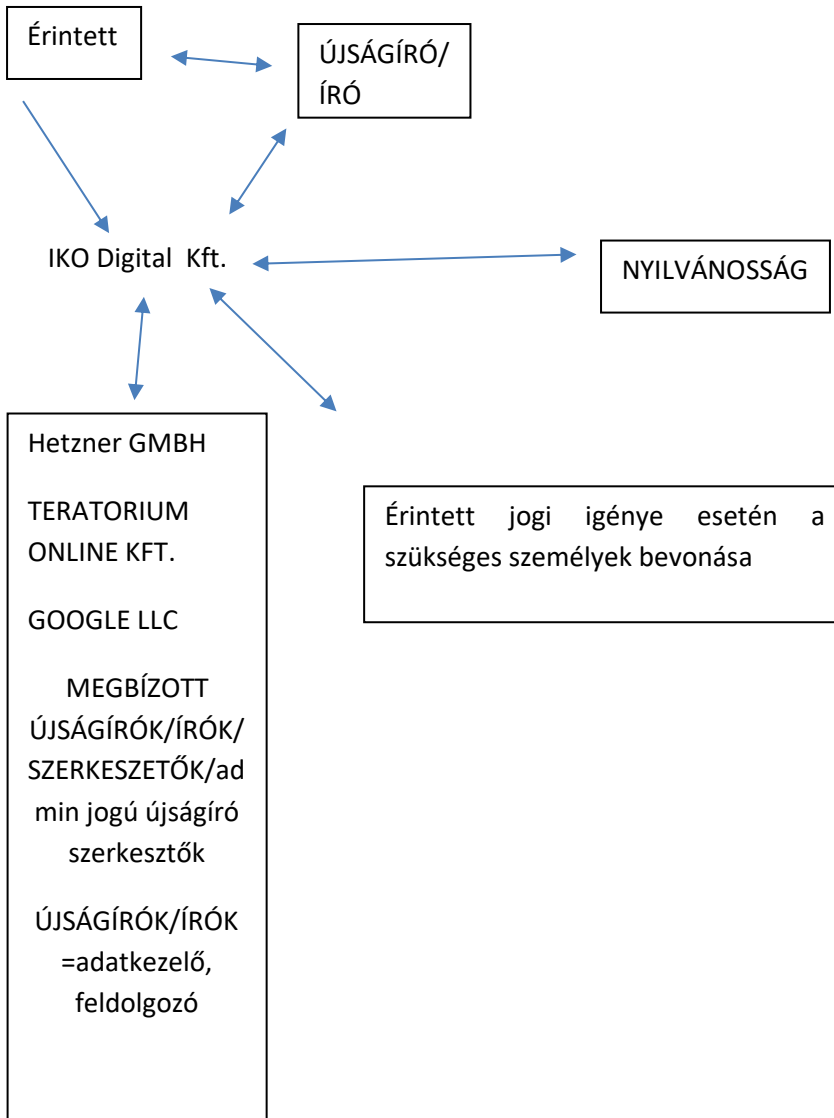 Érintett
ÚJSÁGÍRÓ/
ÍRÓ
IKO Digital Kft.
NYILVÁNOSSÁG
Hetzner GMBH
TERATORIUM
ONLINE KFT.
GOOGLE LLC
MEGBÍZOTT
ÚJSÁGÍRÓK/ÍRÓK/
SZERKESZETŐK/ad
min jogú újságíró
szerkesztők
ÚJSÁGÍRÓK/ÍRÓK
=adatkezelő,
feldolgozó
Érintett jogi igénye esetén a
szükséges személyek bevonása